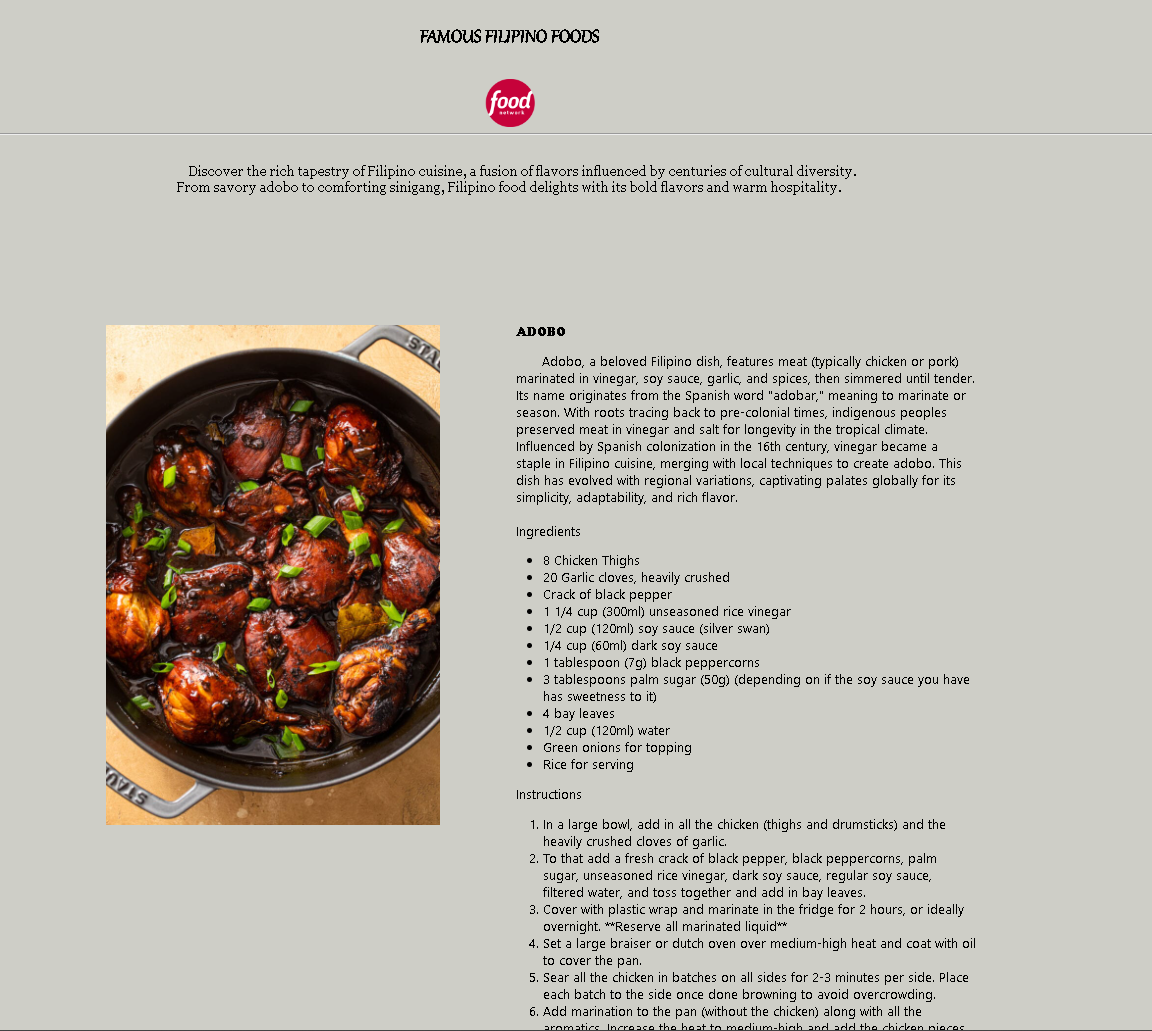 FAMOUS FILIPINO FOODS
food
network
Discover the rich tapestry of Filipino cuisine, a fusion of flavors influenced by centuries of cultural diversity.
From savory adobo to comforting sinigang, Filipino food delights with its bold flavors and warm hospitality.
STAU
STAUB
ADOBO
Adobo, a beloved Filipino dish, features meat (typically chicken or pork)
marinated in vinegar, soy sauce, garlic, and spices, then simmered until tender.
Its name originates from the Spanish word "adobar," meaning to marinate or
season. With roots tracing back to pre-colonial times, indigenous peoples
preserved meat in vinegar and salt for longevity in the tropical climate.
Influenced by Spanish colonization in the 16th century, vinegar became a
staple in Filipino cuisine, merging with local techniques to create adobo. This
dish has evolved with regional variations, captivating palates globally for its
simplicity, adaptability, and rich flavor.
Ingredients
• 8 Chicken Thighs
• 20 Garlic cloves, heavily crushed
• Crack of black pepper
• 1 1/4 cup (300ml) unseasoned rice vinegar
• 1/2 cup (120ml) soy sauce (silver swan)
• 1/4 cup (60ml) dark soy sauce
• 1 tablespoon (7g) black peppercorns
• 3 tablespoons palm sugar (50g) (depending on if the soy sauce you have
has sweetness to it)
• 4 bay leaves
• 1/2 cup (120ml) water
• Green onions for topping
• Rice for serving
Instructions
1. In a large bowl, add in all the chicken (thighs and drumsticks) and the
heavily crushed cloves of garlic.
2. To that add a fresh crack of black pepper, black peppercorns, palm
sugar, unseasoned rice vinegar, dark soy sauce, regular soy sauce,
filtered water, and toss together and add in bay leaves.
3. Cover with plastic wrap and marinate in the fridge for 2 hours, or ideally
overnight. **Reserve all marinated liquid**
4. Set a large braiser or dutch oven over medium-high heat and coat with oil
to cover the pan.
5. Sear all the chicken in batches on all sides for 2-3 minutes per side. Place
each batch to the side once done browning to avoid overcrowding.
6. Add marination to the pan (without the chicken) along with all the
aromatics. Increase the heat to medium-high and add the chicken pieces